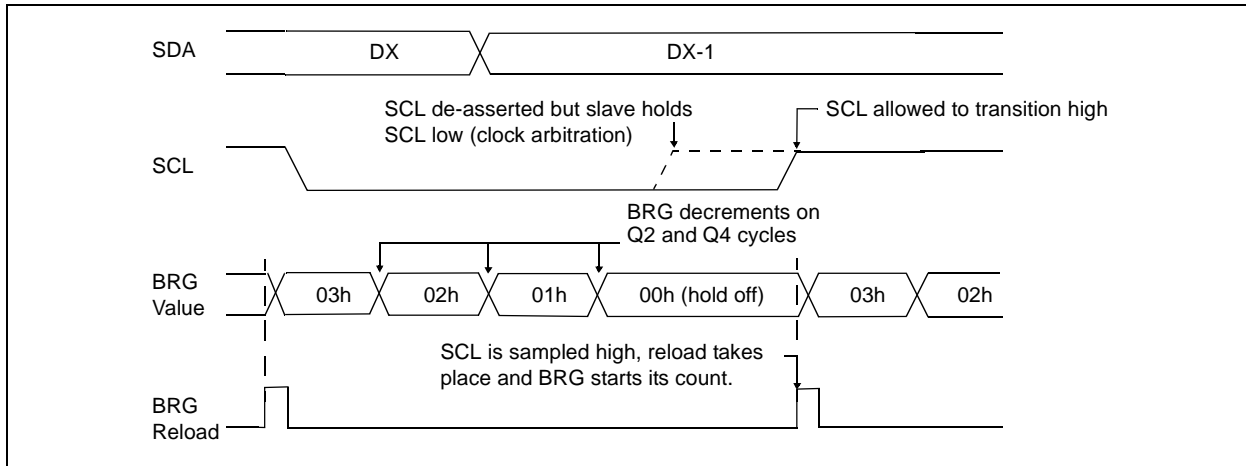 SDA
DX
DX-1
SCL de-asserted but slave holds
SCL low (clock arbitration)
SCL allowed to transition high
SCL
BRG decrements on
Q2 and Q4 cycles
BRG
Value
03h
02h
01h
00h (hold off)
03h
02h
SCL is sampled high, reload takes
place and BRG starts its count.
BRG
Reload